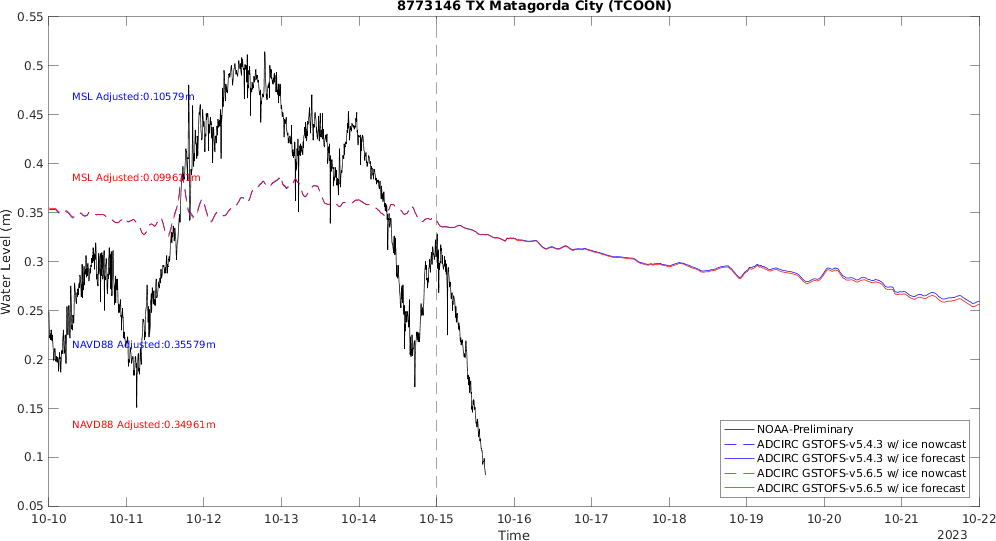 8773146 TX Matagorda City (TCOON)
Water Level (m)
0.55
0.5
0.45
0.4
0.35
0.3
0.25
0.2
0.15
0.1
0.05
MSL Adjusted:0.10579m
MSL Adjusted:0.099611m
NAVD88 Adjusted:0.35579m
NAVD88 Adjusted:0.34961m
NOAA-Preliminary
ADCIRC GSTOFS-v5.4.3 w/ ice nowcast
ADCIRC GSTOFS-v5.4.3 w/ ice forecast
ADCIRC GSTOFS-v5.6.5 w/ ice nowcast
ADCIRC GSTOFS-v5.6.5 w/ ice forecast
10-10 10-11 10-12 10-13 10-14 10-15 10-16 10-17 10-18 10-19 10-20 10-21 10-22
Time
2023